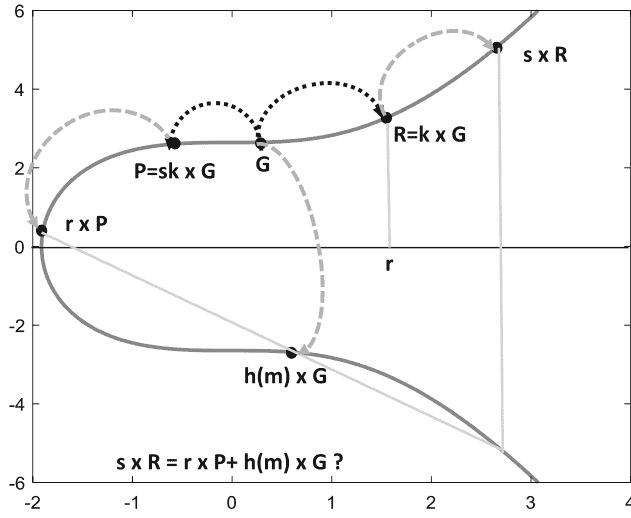 6
4
s x R
R=k x G
P=sk x G
G
2
r x P
0
r
-2
h(m) x G
-4
s x R = r x P+ h(m) x G ?
-6
-2
-1
0
1
2
3
4